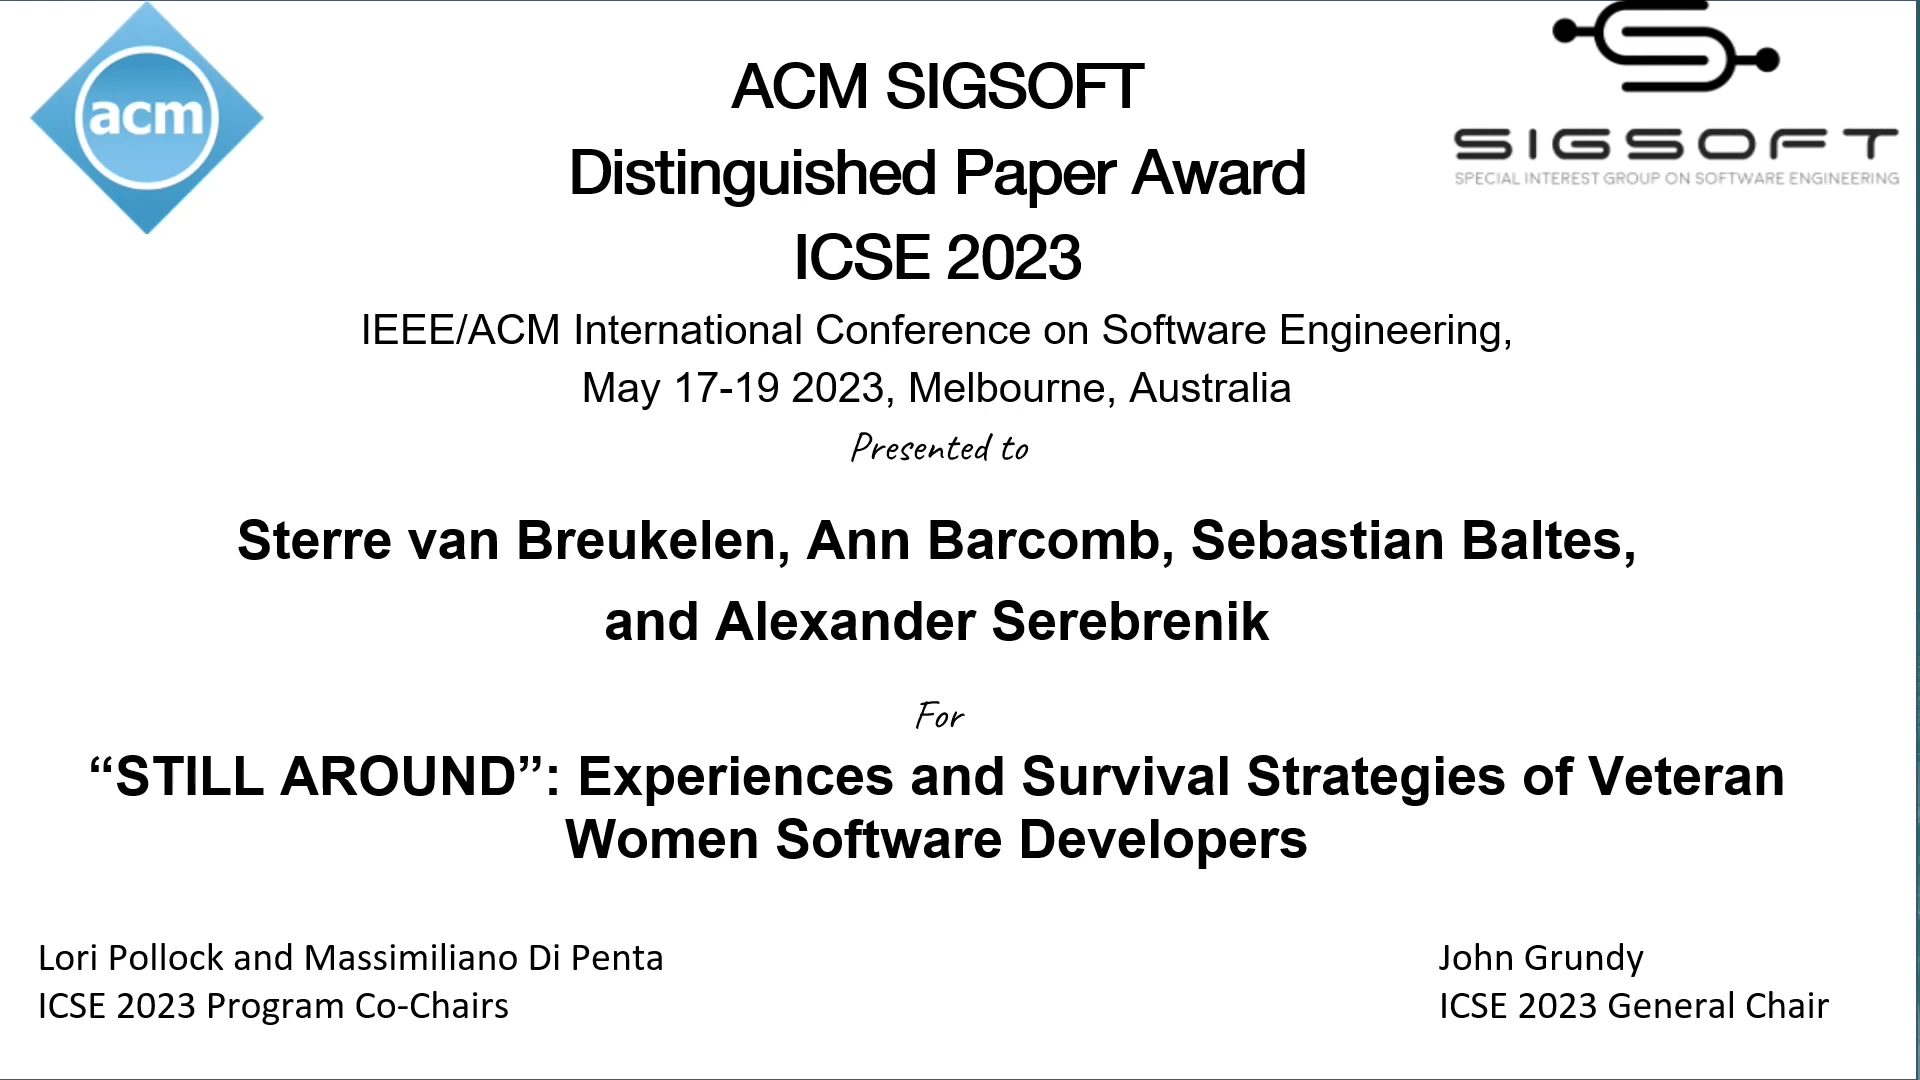 acm
SIGSOFT
SPECIAL INTEREST GROUP ON SOFTWARE ENGINEERING
ACM SIGSOFT
Distinguished Paper Award
ICSE 2023
IEEE/ACM International Conference on Software Engineering,
May 17-19 2023, Melbourne, Australia
Presented to
Sterre van Breukelen, Ann Barcomb, Sebastian Baltes,
and Alexander Serebrenik
For
“STILL AROUND”: Experiences and Survival Strategies of Veteran
Women Software Developers
Lori Pollock and Massimiliano Di Penta
ICSE 2023 Program Co-Chairs
John Grundy
ICSE 2023 General Chair